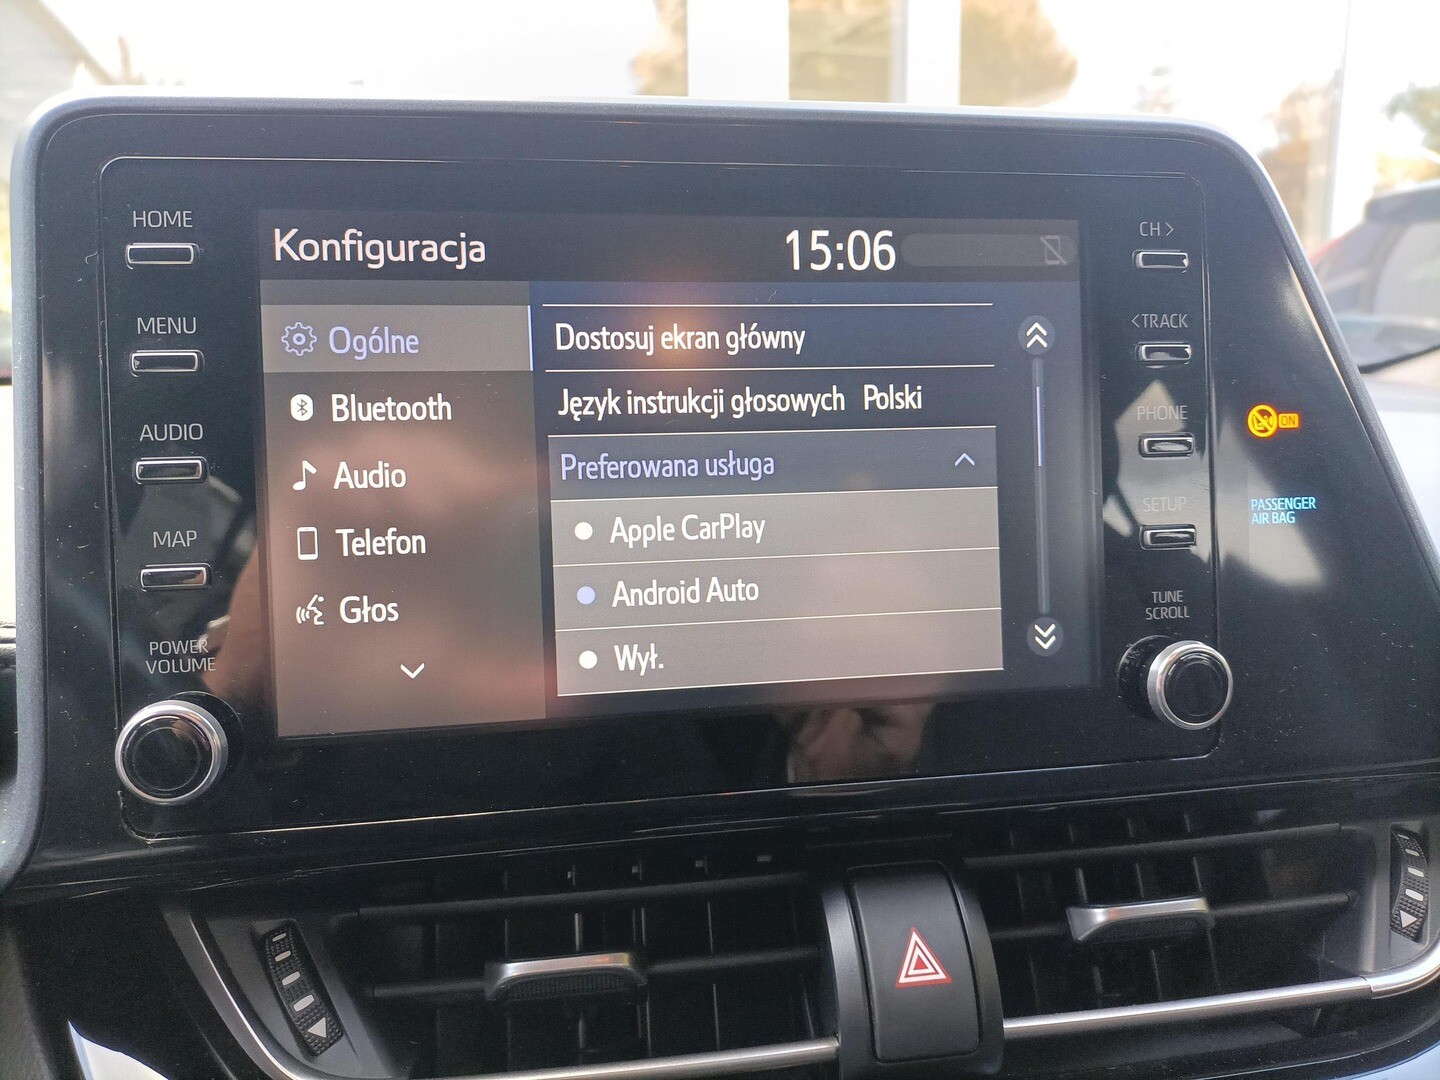 HOME
MENU
AUDIO
MAP
POWER
VOLUME
Konfiguracja 15:06
Ogólne
Bluetooth
Audio
Telefon
Głos
Dostosuj ekran główny
Język instrukcji głosowych Polski
Preferowana usługa
Apple CarPlay
Android Auto
Wył.
CH >
< TRACK
PHONE
SETUP
TUNE
SCROLL
ON
PASSENGER
AIR BAG